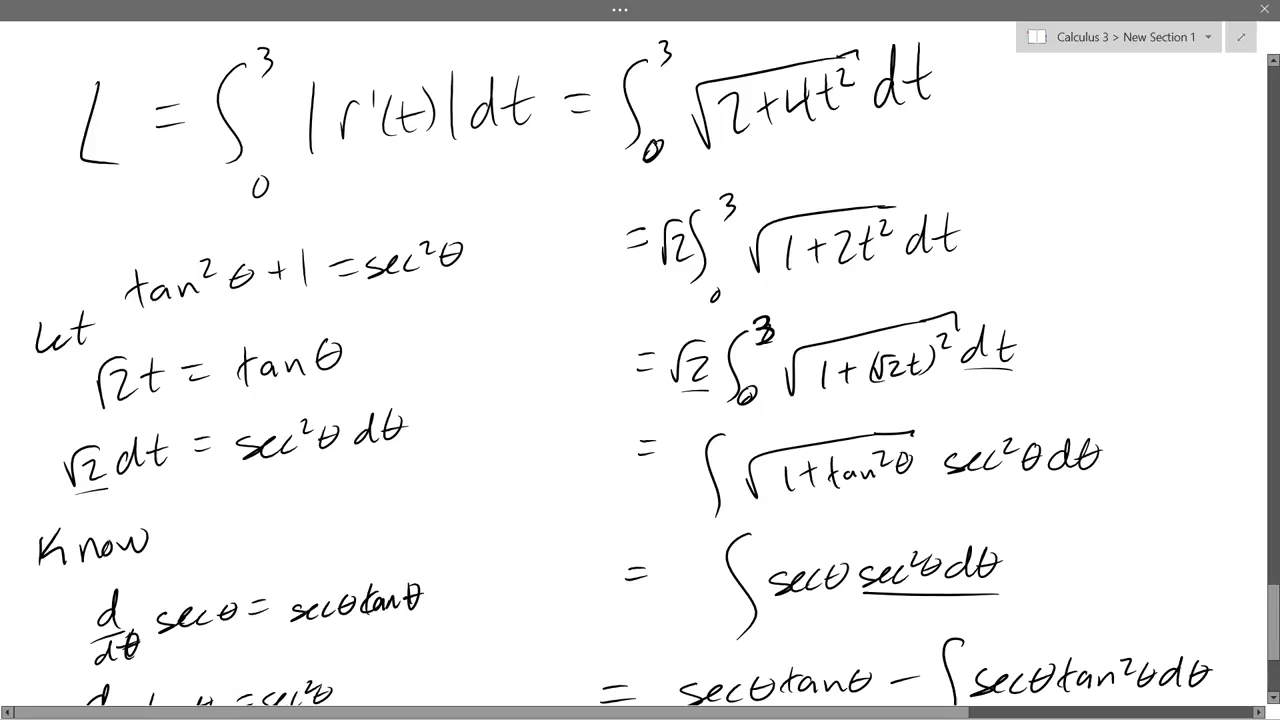 Calculus 3 > New Section 1
L = ∫₀³ |r'(t)| dt = ∫₀³ √(2+4t²) dt
= √2 ∫₀³ √(1+2t²) dt
tan²θ + 1 = sec²θ
Let
√2t = tanθ
= √2 ∫₀³ √(1+(√2t)²) dt
√2 dt = sec²θ dθ
= ∫ √(1+tan²θ) sec²θ dθ
Know
= ∫ secθ sec²θ dθ
d/dθ secθ = secθ tanθ
= secθ tanθ − ∫ secθ tan²θ dθ
= sec²θ